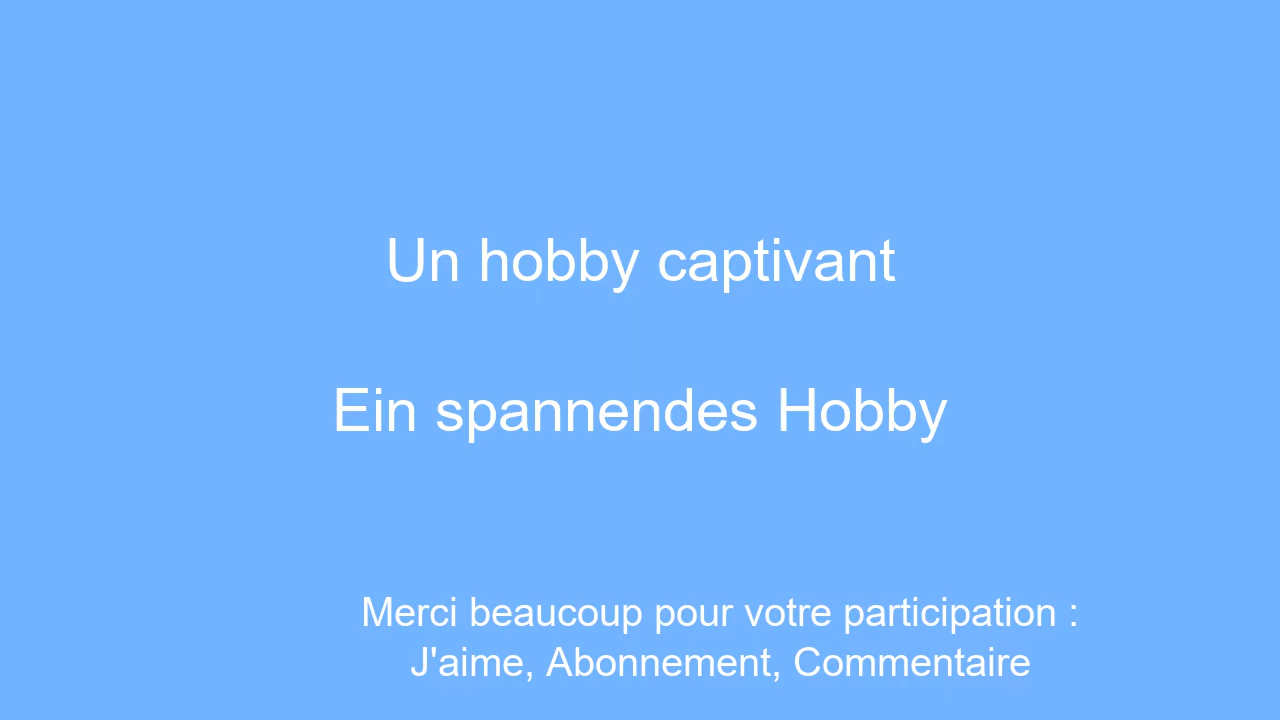 Un hobby captivant
Ein spannendes Hobby
Merci beaucoup pour votre participation :
J'aime, Abonnement, Commentaire